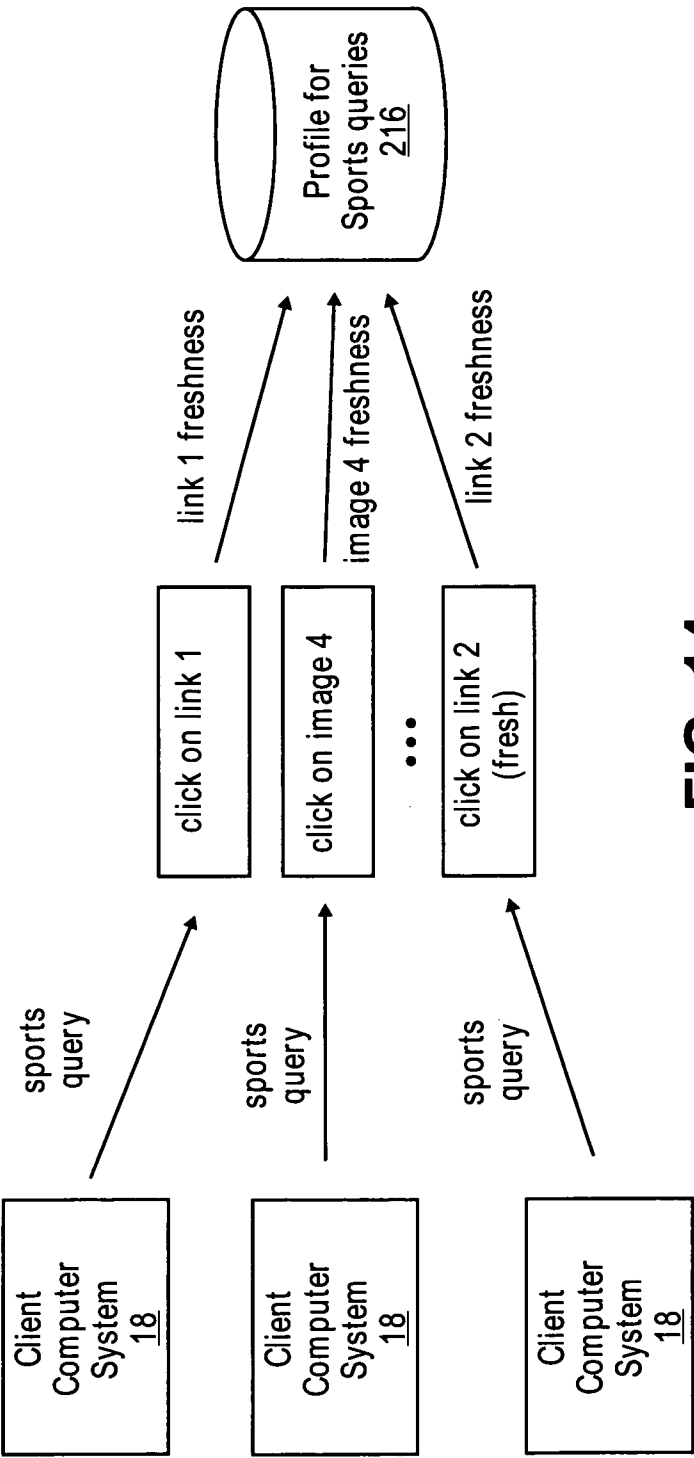 Client
Computer
System
18
sports
query
click on link 1
link 1 freshness
Client
Computer
System
18
sports
query
click on image 4
image 4 freshness
Profile for
Sports queries
216
Client
Computer
System
18
sports
query
click on link 2
(fresh)
link 2 freshness